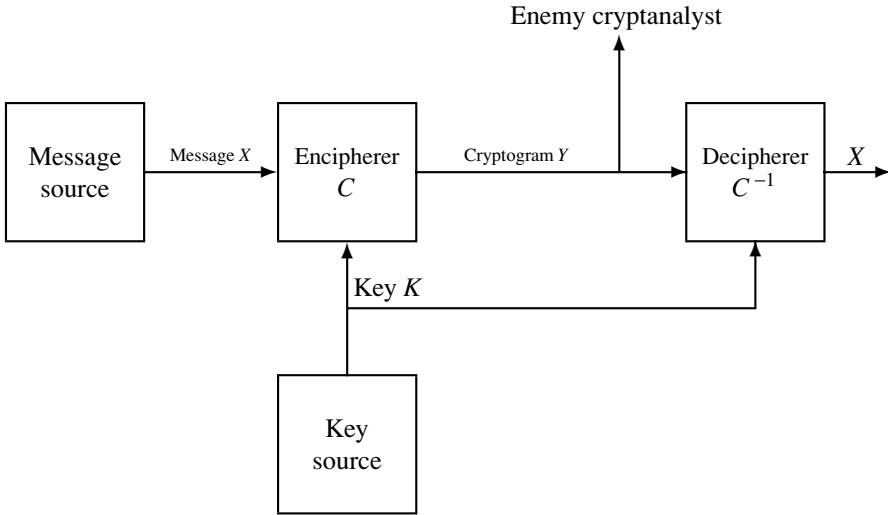 Enemy cryptanalyst
Message
source
Message X
Encipherer
C
Cryptogram Y
Decipherer
C⁻¹
X
Key K
Key
source